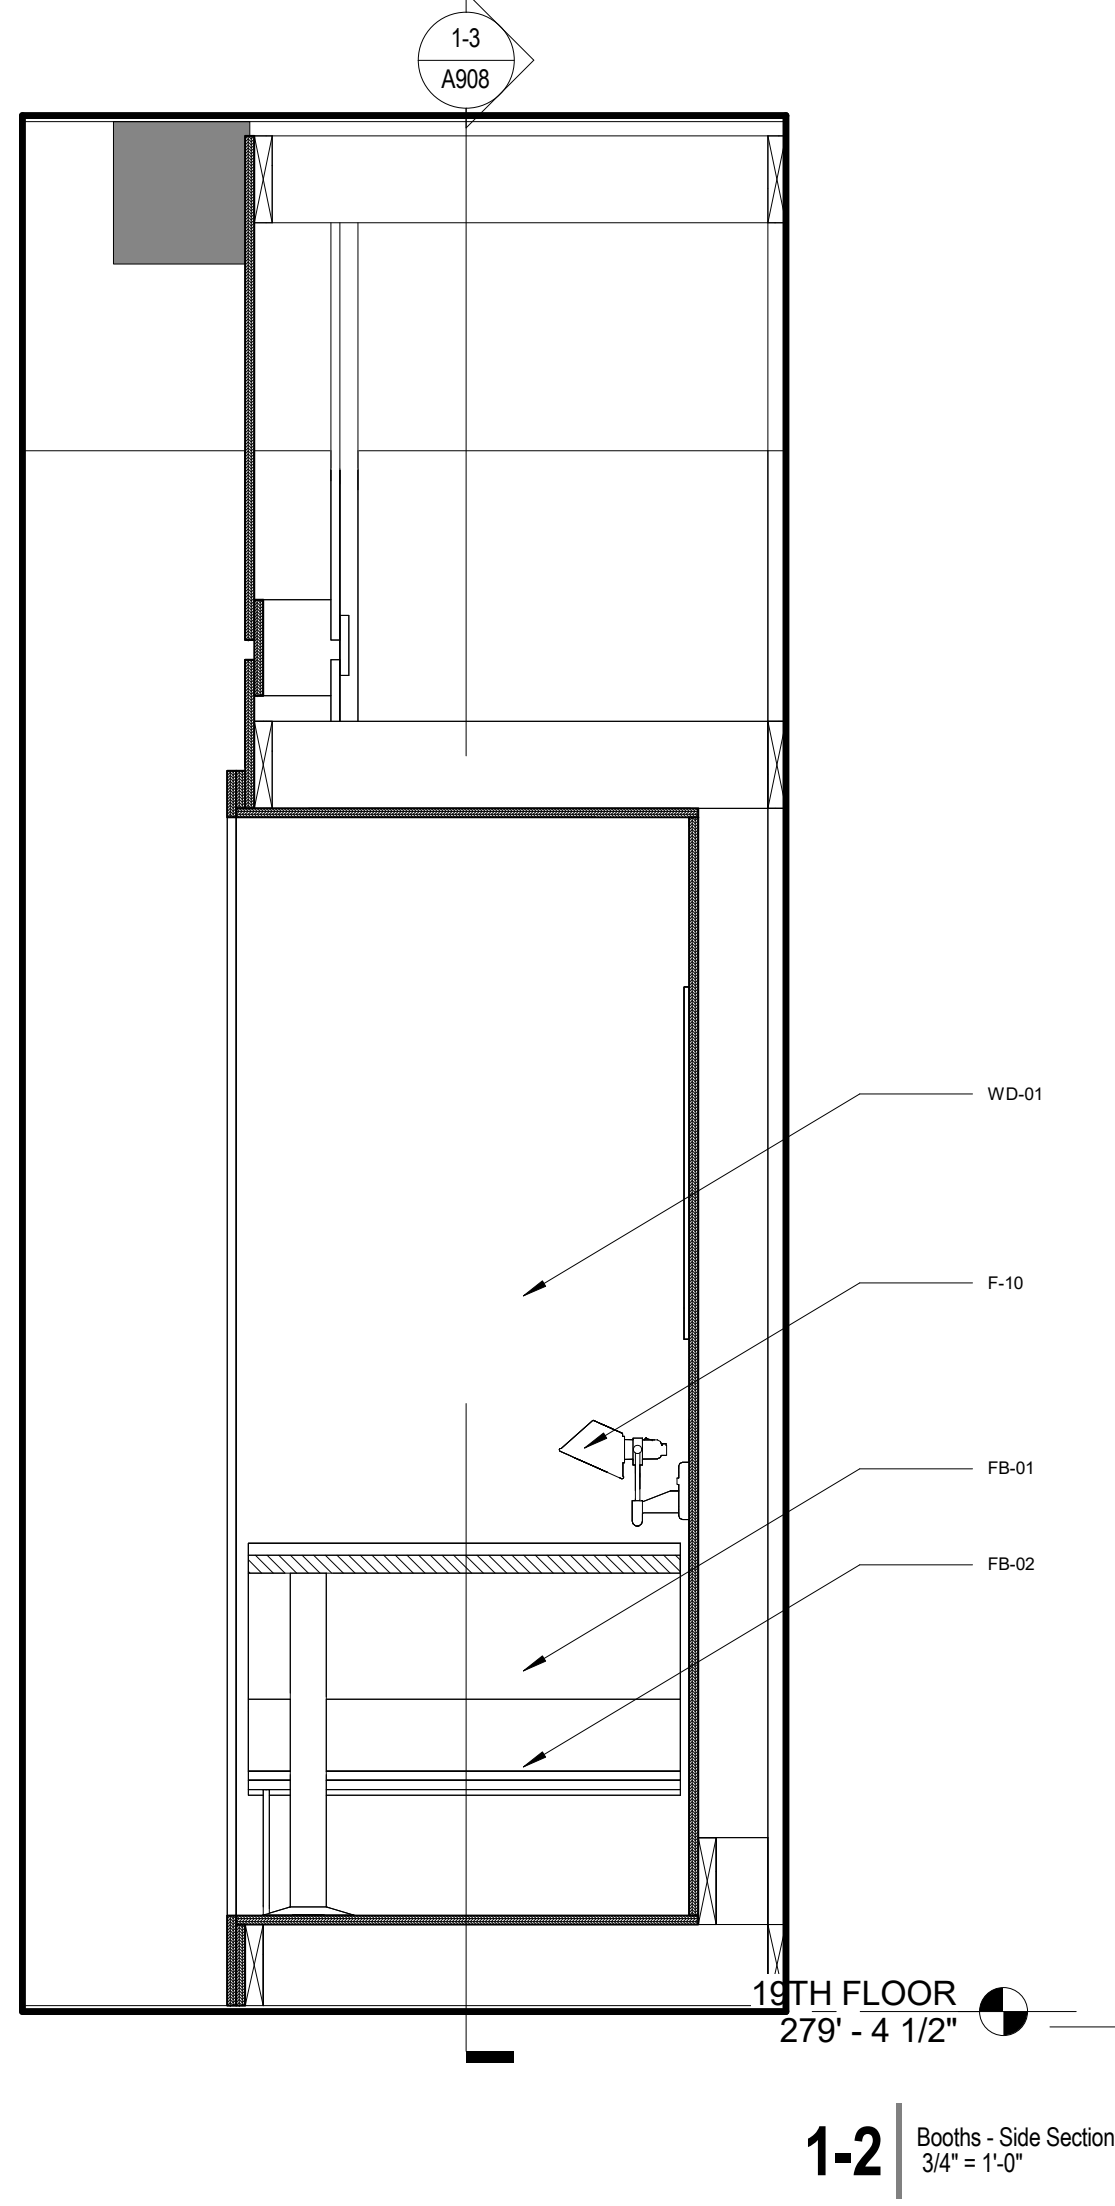 1-3
A908
WD-01
F-10
FB-01
FB-02
19TH FLOOR
279' - 4 1/2"
1-2
Booths - Side Section
3/4" = 1'-0"